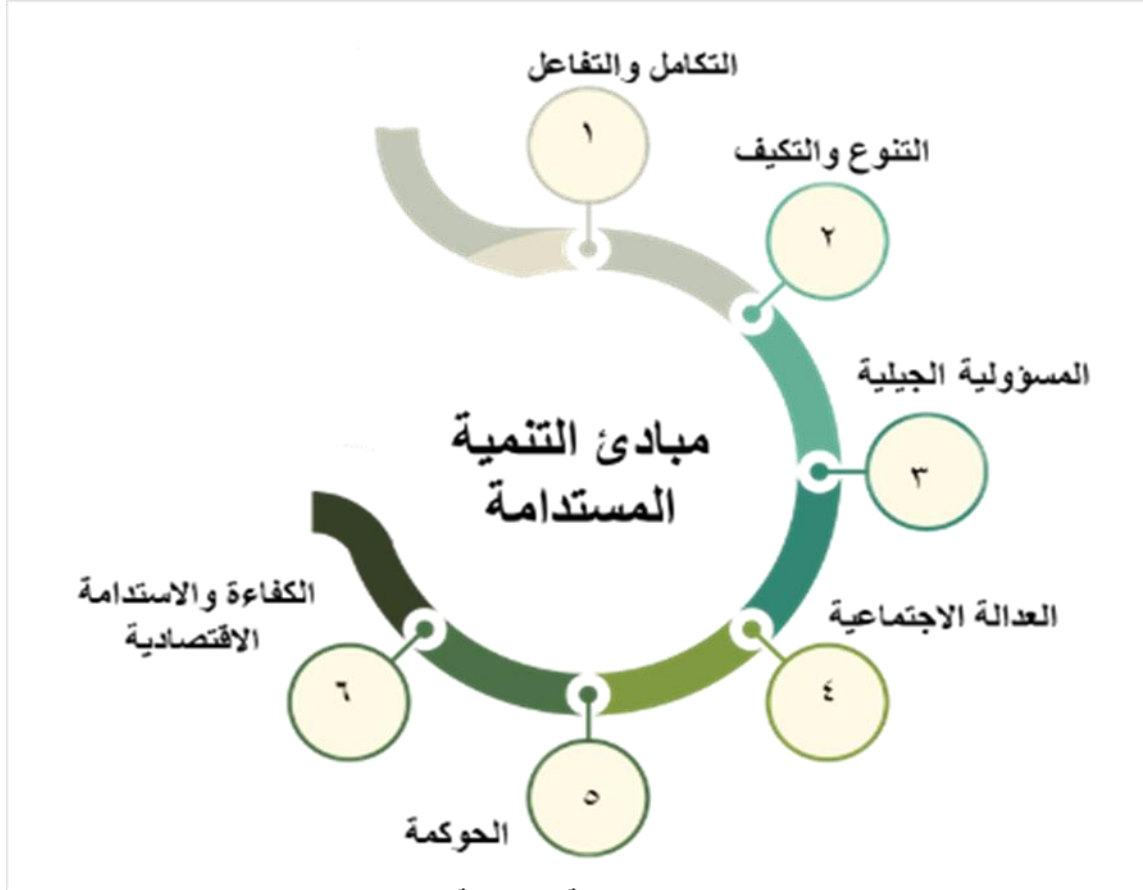 التكامل والتفاعل
١
التنوع والتكيف
٢
المسؤولية الجيلية
٣
مبادئ التنمية
المستدامة
العدالة الاجتماعية
٤
الحوكمة
٥
الكفاءة والاستدامة
الاقتصادية
٦